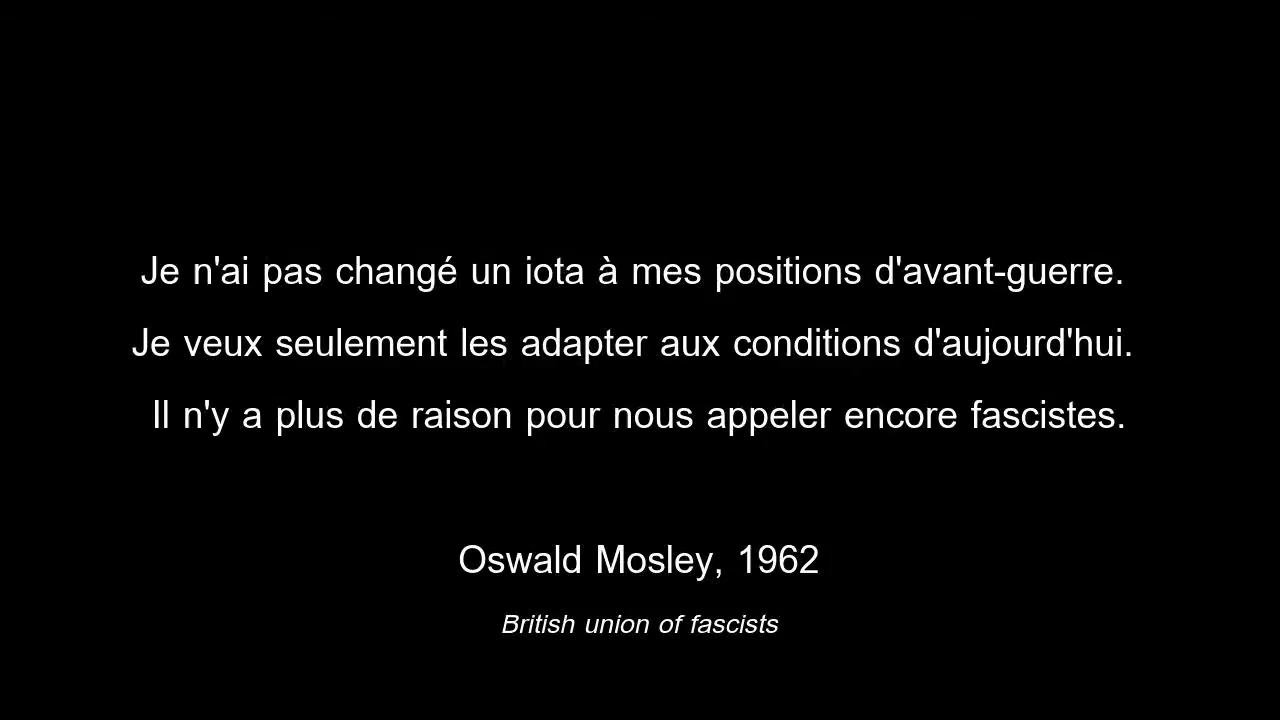 Je n'ai pas changé un iota à mes positions d'avant-guerre.
Je veux seulement les adapter aux conditions d'aujourd'hui.
Il n'y a plus de raison pour nous appeler encore fascistes.
Oswald Mosley, 1962
British union of fascists